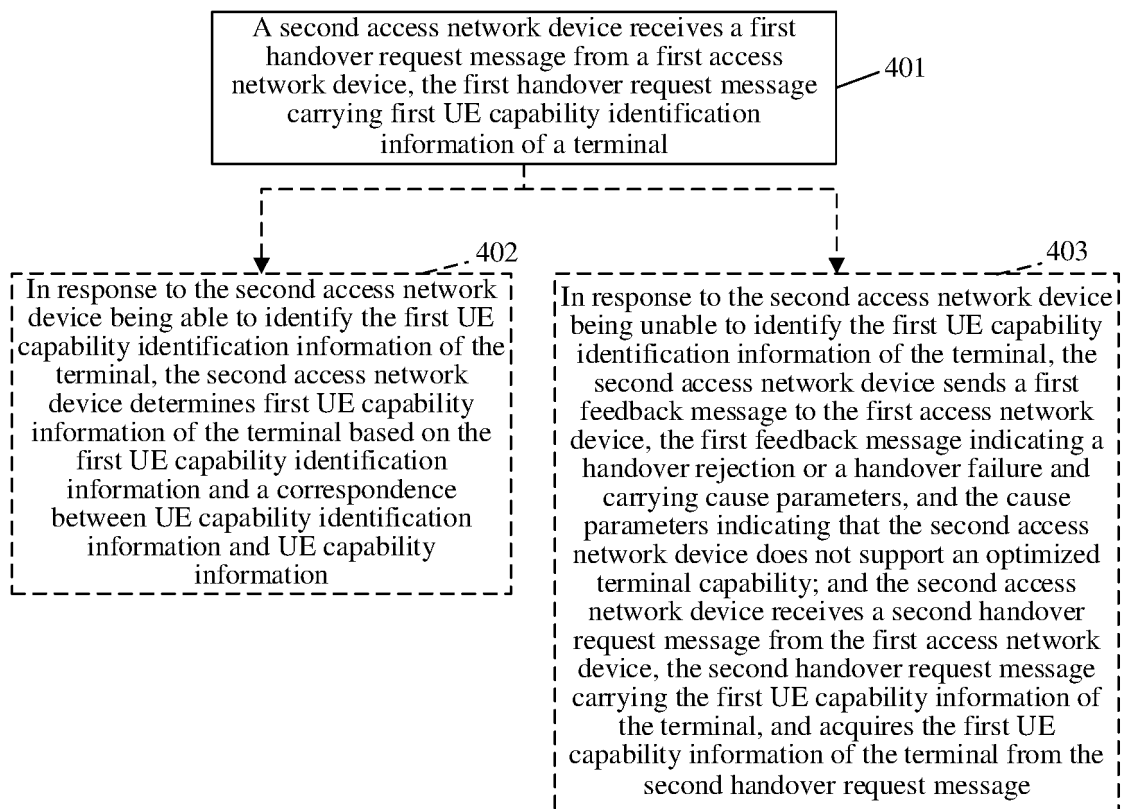 A second access network device receives a first
handover request message from a first access
network device, the first handover request message
carrying first UE capability identification
information of a terminal
401
402
In response to the second access network
device being able to identify the first UE
capability identification information of the
terminal, the second access network
device determines first UE capability
information of the terminal based on the
first UE capability identification
information and a correspondence
between UE capability identification
information and UE capability
information
403
In response to the second access network device
being unable to identify the first UE capability
identification information of the terminal, the
second access network device sends a first
feedback message to the first access network
device, the first feedback message indicating a
handover rejection or a handover failure and
carrying cause parameters, and the cause
parameters indicating that the second access
network device does not support an optimized
terminal capability; and the second access
network device receives a second handover
request message from the first access network
device, the second handover request message
carrying the first UE capability information of
the terminal, and acquires the first UE
capability information of the terminal from the
second handover request message